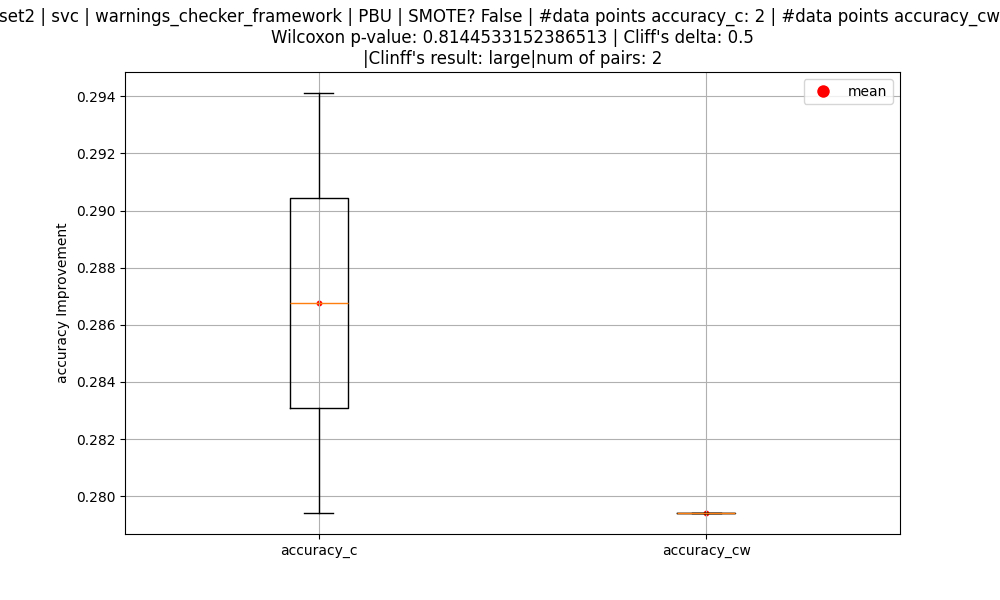 set2 | svc | warnings_checker_framework | PBU | SMOTE? False | #data points accuracy_c: 2 | #data points accuracy_cw
Wilcoxon p-value: 0.8144533152386513 | Cliff's delta: 0.5
|Clinff's result: large|num of pairs: 2
mean
0.294
0.292
0.290
0.288
0.286
0.284
0.282
0.280
accuracy Improvement
accuracy_c
accuracy_cw